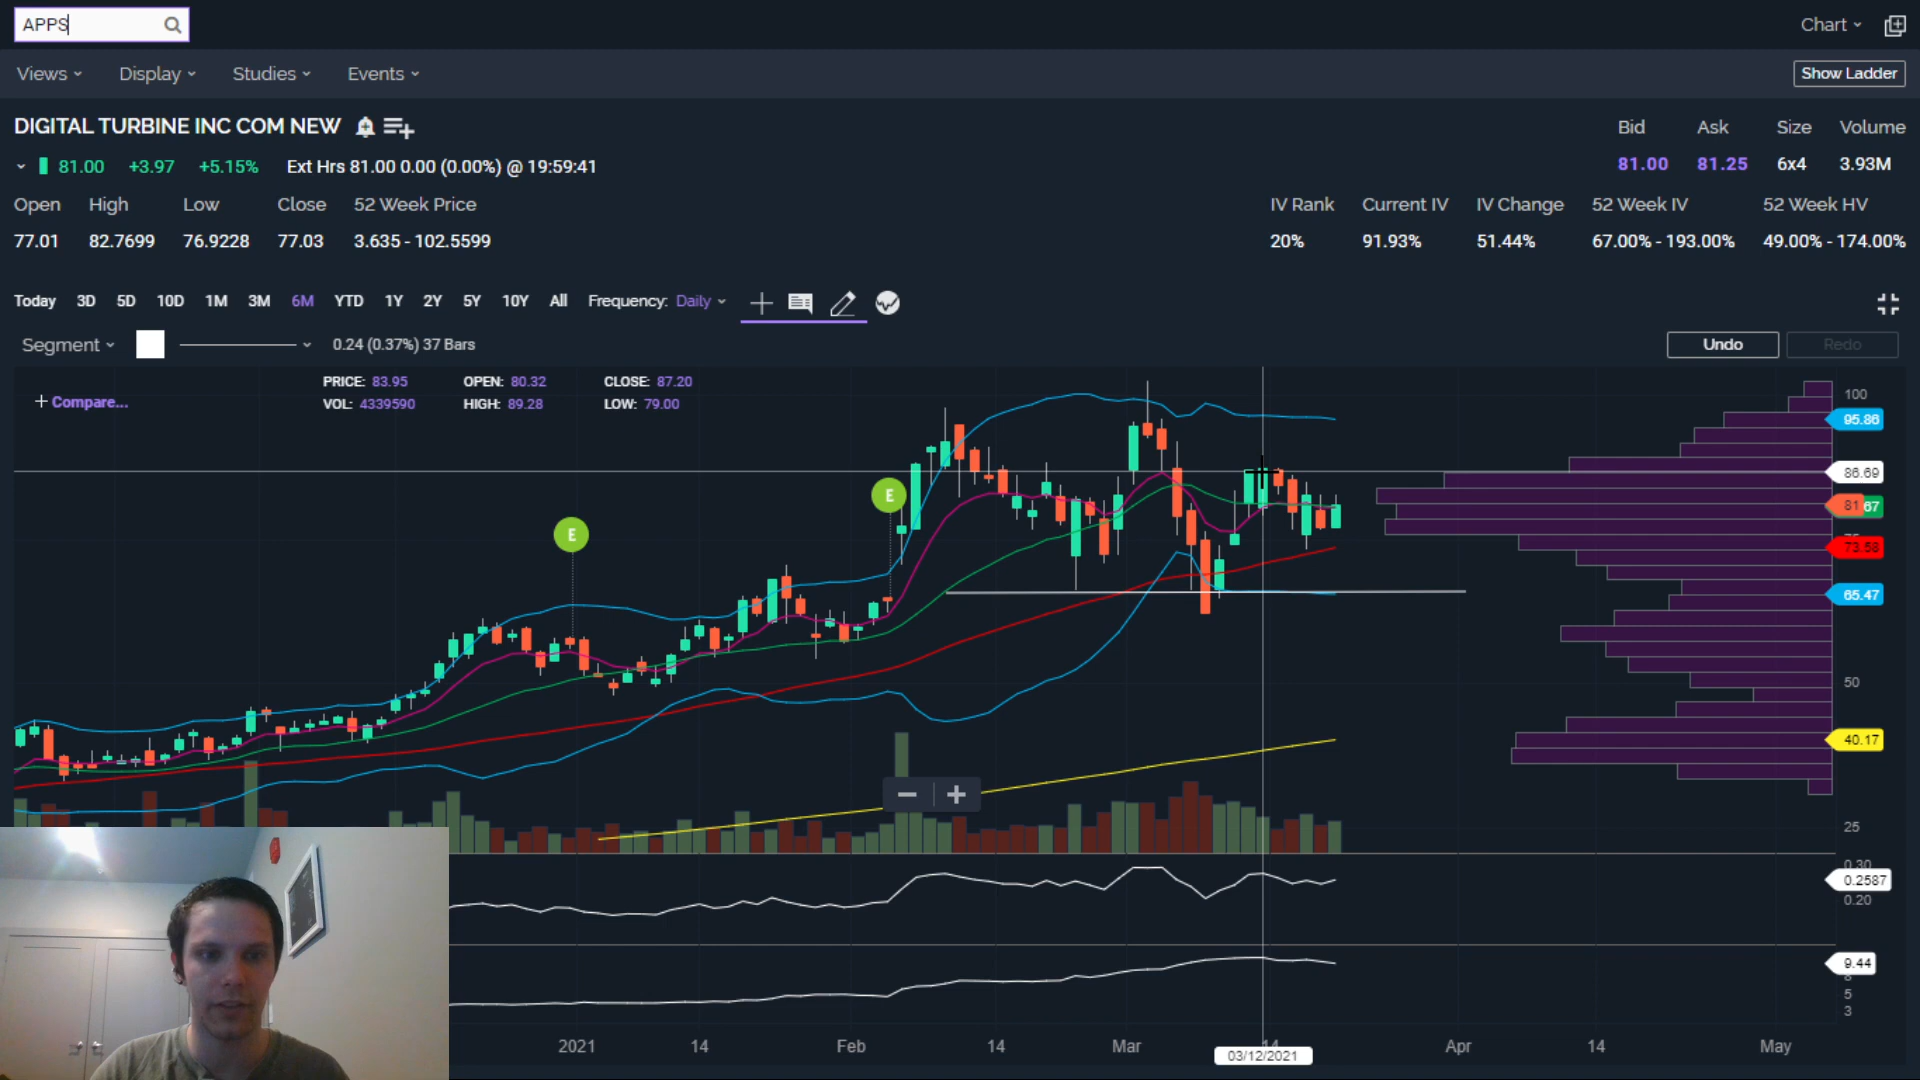 APPS
Chart
Views Display Studies Events
Show Ladder
DIGITAL TURBINE INC COM NEW
Bid Ask Size Volume
81.00 +3.97 +5.15% Ext Hrs 81.00 0.00 (0.00%) @ 19:59:41
81.00 81.25 6x4 3.93M
Open High Low Close 52 Week Price
IV Rank Current IV IV Change 52 Week IV 52 Week HV
77.01 82.7699 76.9228 77.03 3.635 - 102.5599
20% 91.93% 51.44% 67.00% - 193.00% 49.00% - 174.00%
Today 3D 5D 10D 1M 3M 6M YTD 1Y 2Y 5Y 10Y All Frequency: Daily
Segment 0.24 (0.37%) 37 Bars
Undo Redo
+ Compare...
PRICE: 83.95 OPEN: 80.32 CLOSE: 87.20
VOL: 4339590 HIGH: 89.28 LOW: 79.00
100
95.86
86.69
E
81 67
E
73.58
65.47
50
40.17
25
0.30
0.2587
0.20
9.44
5
3
2021 14 Feb 14 Mar 14 Apr 14 May
03/12/2021